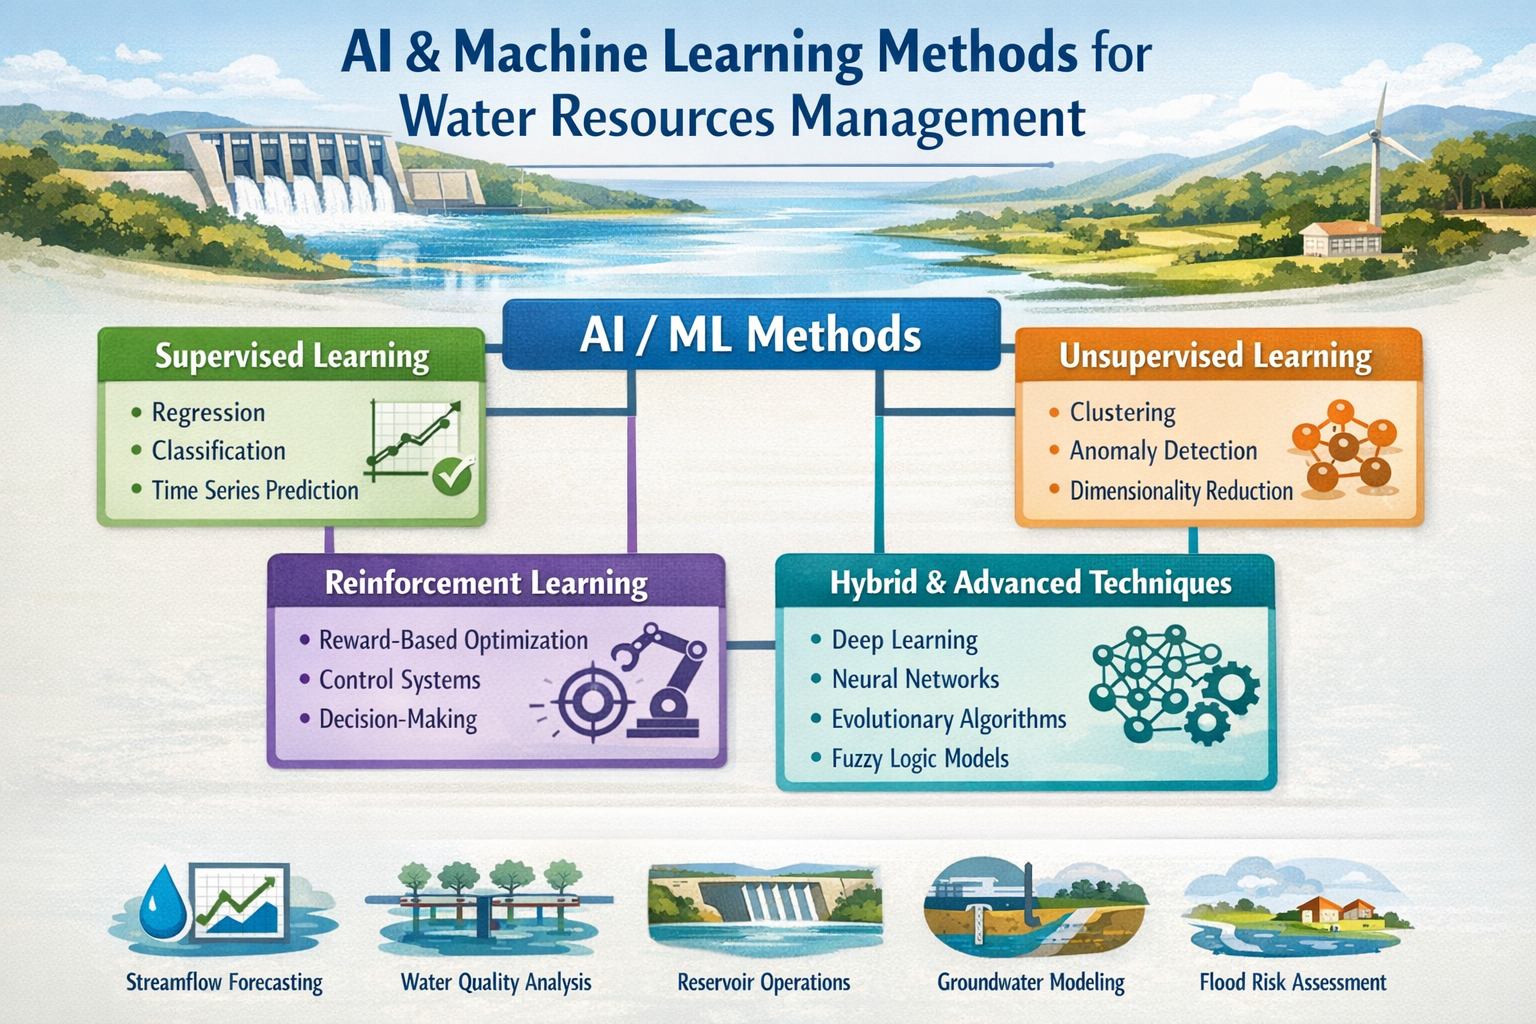 AI & Machine Learning Methods for
Water Resources Management
AI / ML Methods
Supervised Learning
• Regression
• Classification
• Time Series Prediction
Unsupervised Learning
• Clustering
• Anomaly Detection
• Dimensionality Reduction
Reinforcement Learning
• Reward-Based Optimization
• Control Systems
• Decision-Making
Hybrid & Advanced Techniques
• Deep Learning
• Neural Networks
• Evolutionary Algorithms
• Fuzzy Logic Models
Streamflow Forecasting
Water Quality Analysis
Reservoir Operations
Groundwater Modeling
Flood Risk Assessment